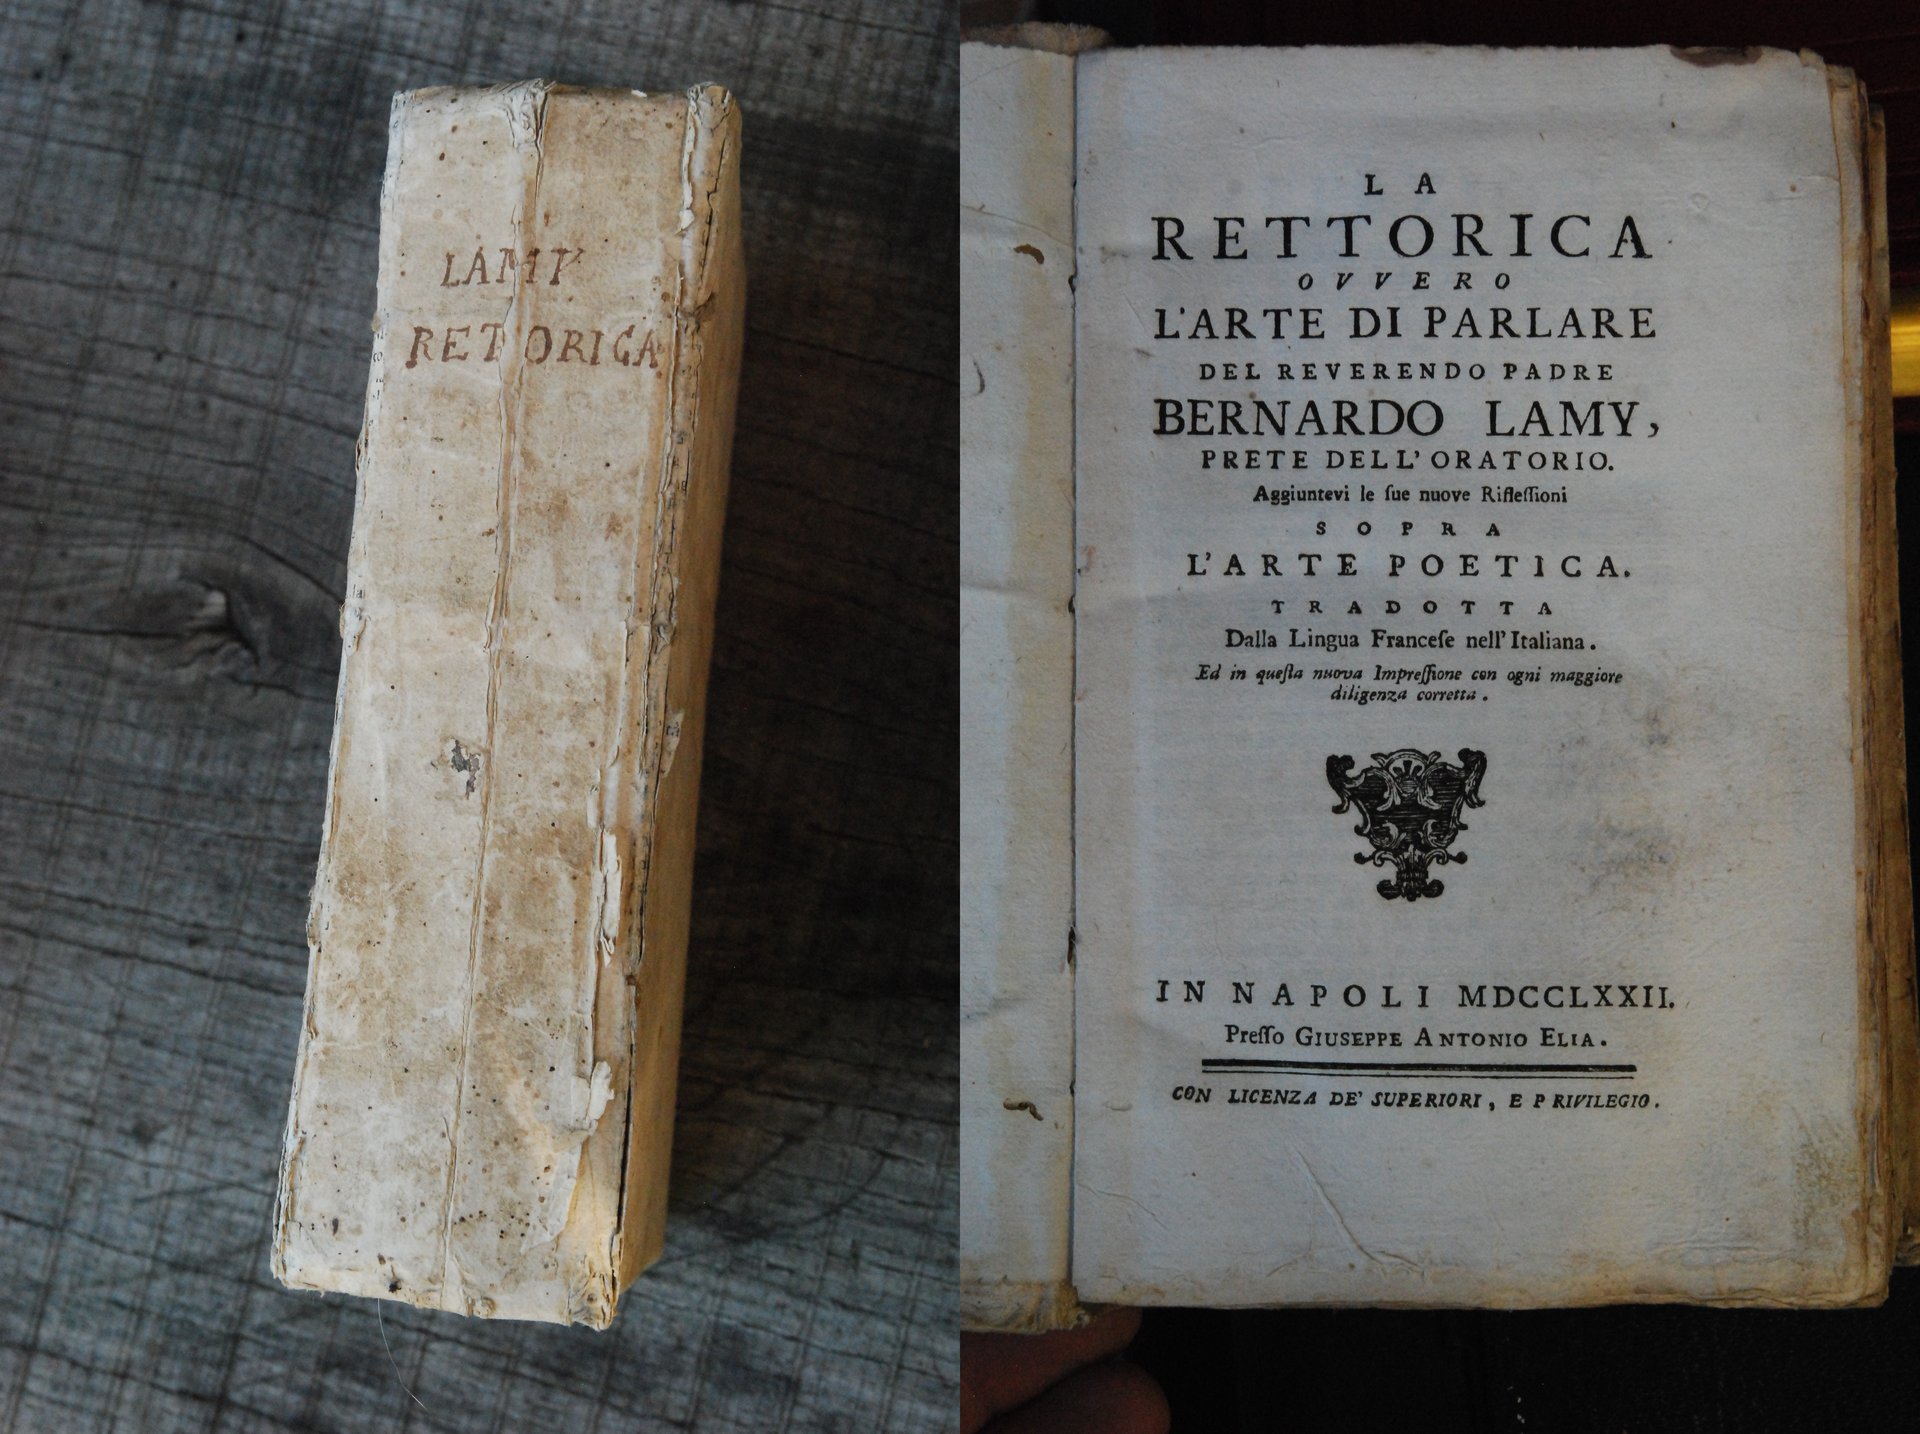 LAMY
RETTORICA
LA
RETTORICA
OVVERO
L'ARTE DI PARLARE
DEL REVERENDO PADRE
BERNARDO LAMY,
PRETE DELL'ORATORIO.
Aggiuntevi le ſue nuove Rifleſſioni
SOPRA
L'ARTE POETICA.
TRADOTTA
Dalla Lingua Franceſe nell'Italiana.
Ed in queſta nuova Impreſſione con ogni maggiore
diligenza corretta.
IN NAPOLI MDCCLXXII.
Preſſo GIUSEPPE ANTONIO ELIA.
CON LICENZA DE' SUPERIORI, E PRIVILEGIO.